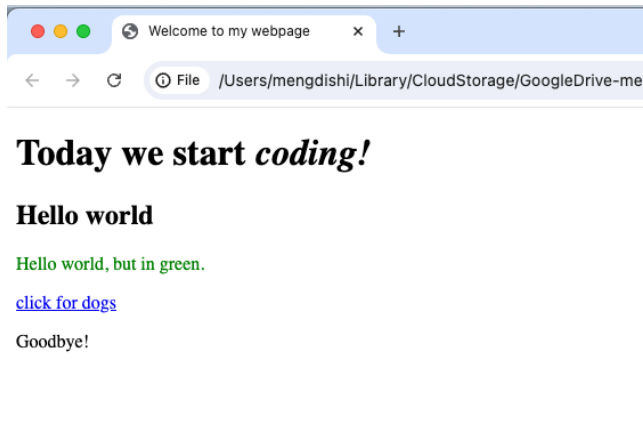 Welcome to my webpage
File /Users/mengdishi/Library/CloudStorage/GoogleDrive-me
Today we start coding!
Hello world
Hello world, but in green.
click for dogs
Goodbye!